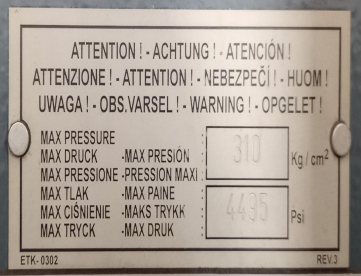 ATTENTION ! - ACHTUNG ! - ATENCIÓN !
ATTENZIONE ! - ATTENTION ! - NEBEZPEČÍ - HUOM !
UWAGA ! - OBS.VARSEL ! - WARNING ! - OPGELET !
MAX PRESSURE
MAX DRUCK -MAX PRESIÓN :
MAX PRESSIONE -PRESSION MAXI : 310 Kg / cm²
MAX TLAK -MAX PAINE :
MAX CIŚNIENIE -MAKS TRYKK : 4495 Psi
MAX TRYCK -MAX DRUK :
ETK- 0302 REV.3